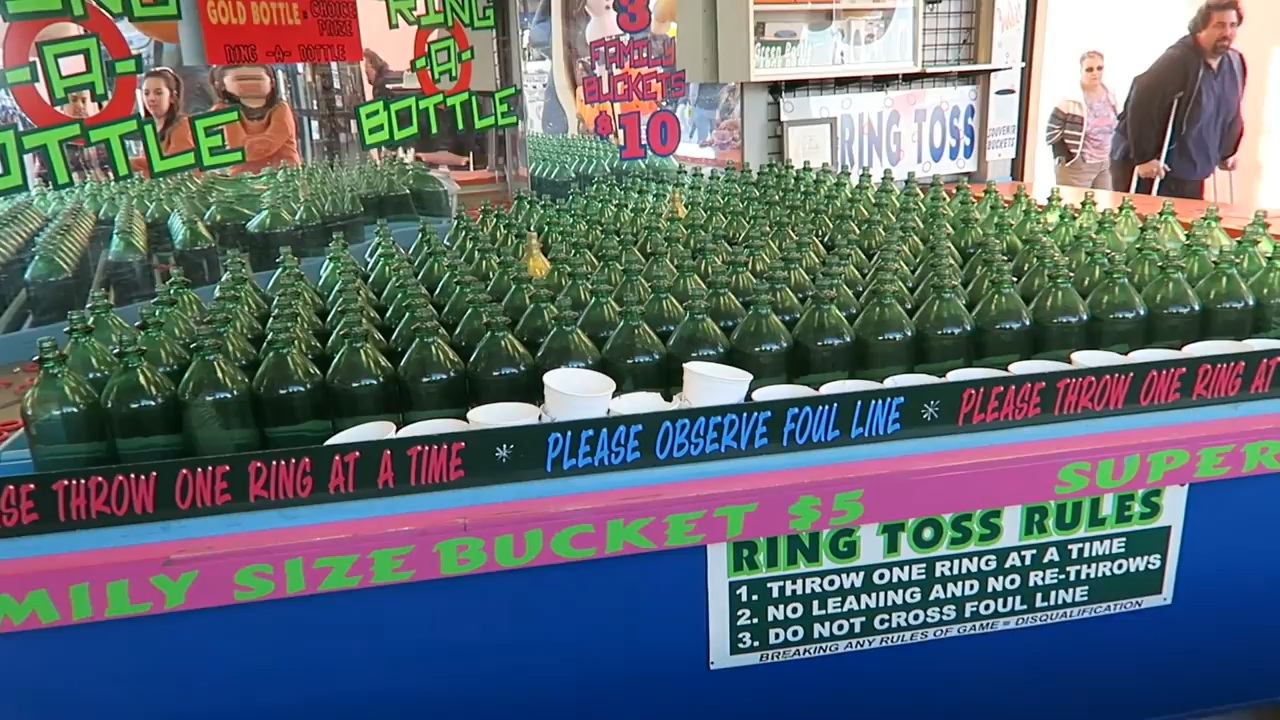 GOLD BOTTLE = CHOICE
PRIZE
RING -A- BOTTLE
RING
-A-
BOTTLE
RING
-A-
BOTTLE
3
FAMILY
BUCKETS
$10
RING TOSS
SOUVENIR
BUCKETS
SE THROW ONE RING AT A TIME * PLEASE OBSERVE FOUL LINE * PLEASE THROW ONE RING AT
MILY SIZE BUCKET $5 SUPER
RING TOSS RULES
1. THROW ONE RING AT A TIME
2. NO LEANING AND NO RE-THROWS
3. DO NOT CROSS FOUL LINE
BREAKING ANY RULES OF GAME = DISQUALIFICATION